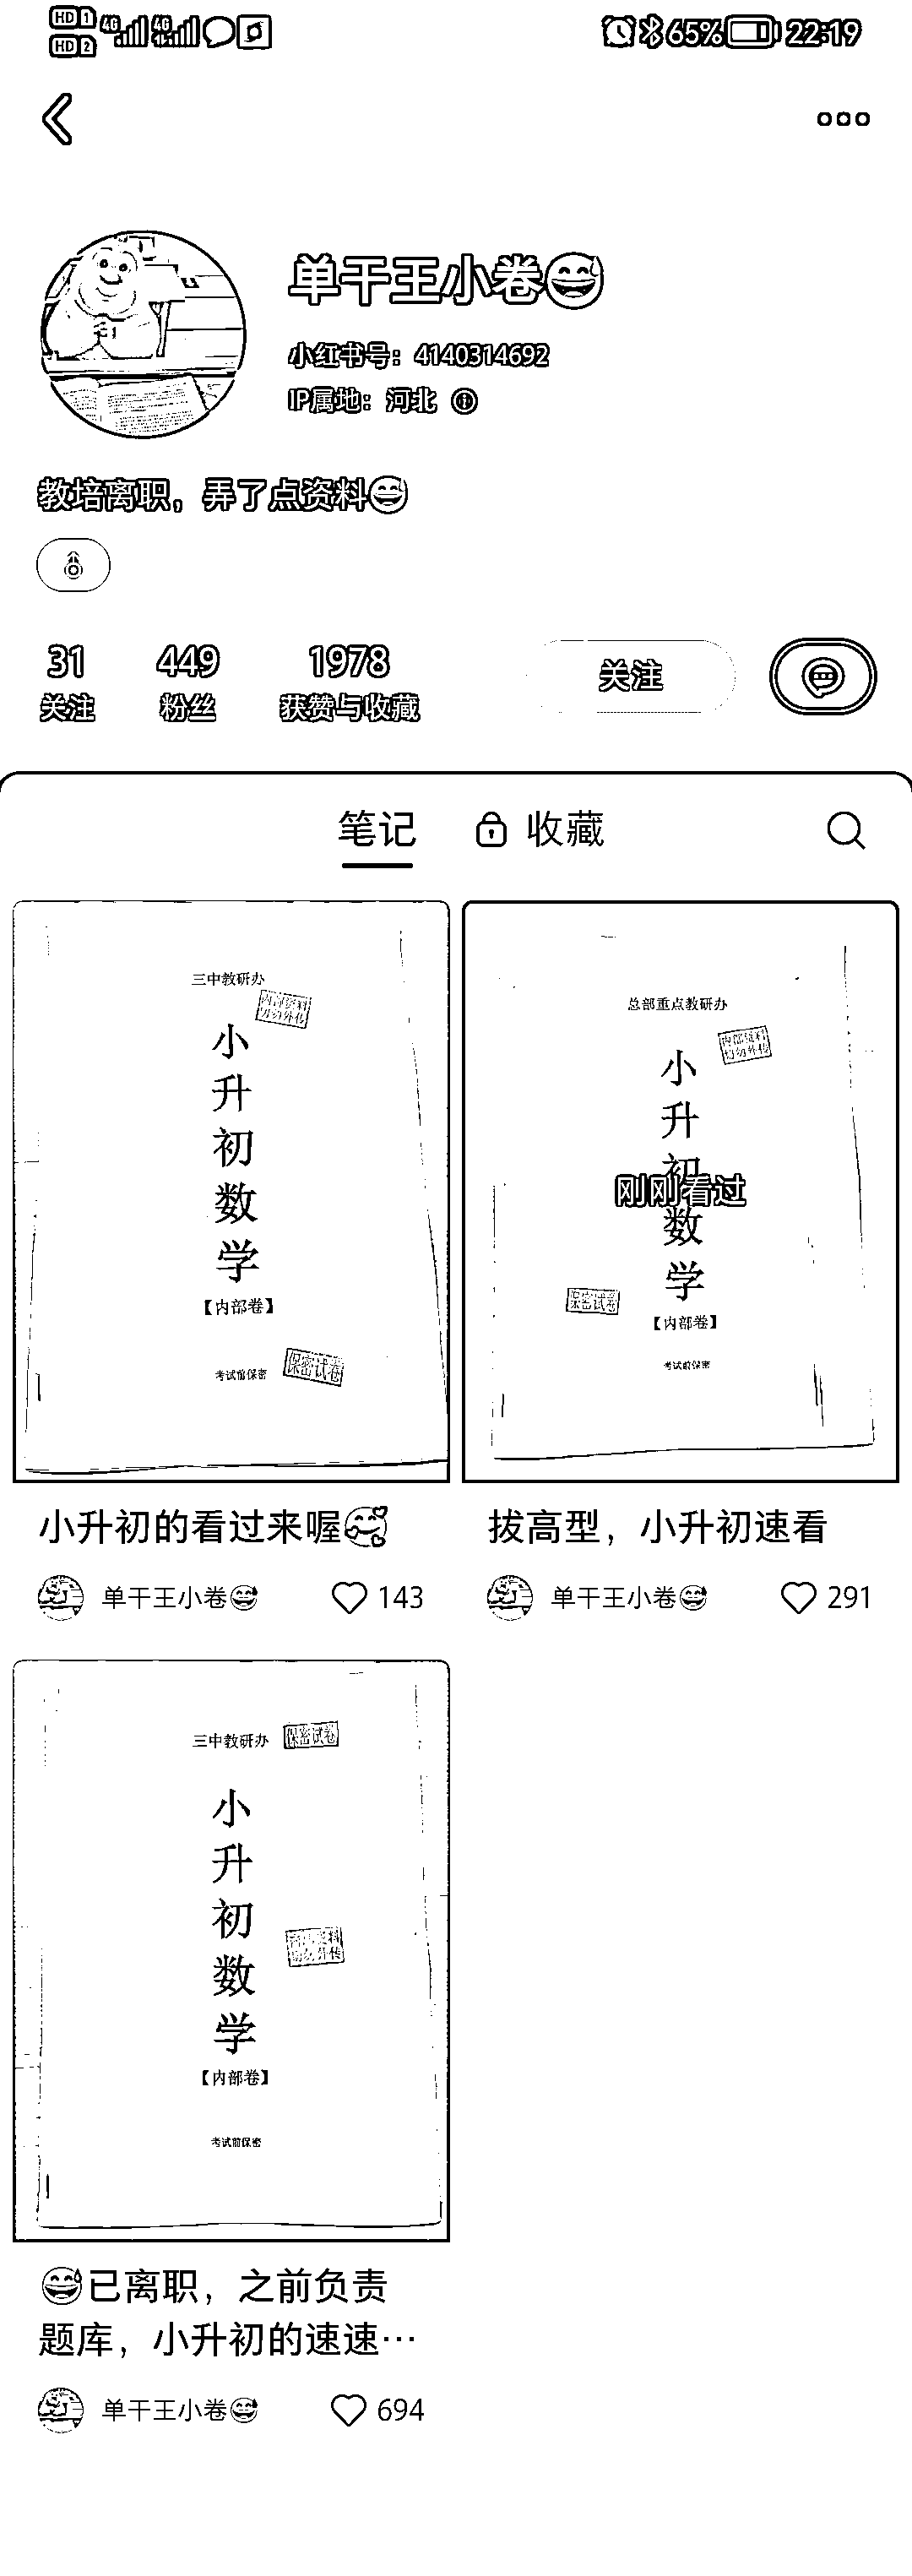 HD 1
HD 2
4G
4G
65%
22:19
单干王小卷😅
小红书号：4140314692
IP属地：河北
教培离职，弄了点资料😅
31
关注
449
粉丝
1978
获赞与收藏
关注
笔记
收藏
三中教研办
内部资料
切勿外传
小
升
初
数
学
【内部卷】
考试前保密
保密试卷
小升初的看过来喔🥰
单干王小卷😅
143
总部重点教研办
内部资料
切勿外传
小
升
初
刚刚看过
数
学
保密试卷
【内部卷】
考试前保密
拔高型，小升初速看
单干王小卷😅
291
三中教研办
保密试卷
小
升
初
内部资料
切勿外传
数
学
【内部卷】
考试前保密
😅已离职，之前负责
题库，小升初的速速…
单干王小卷😅
694